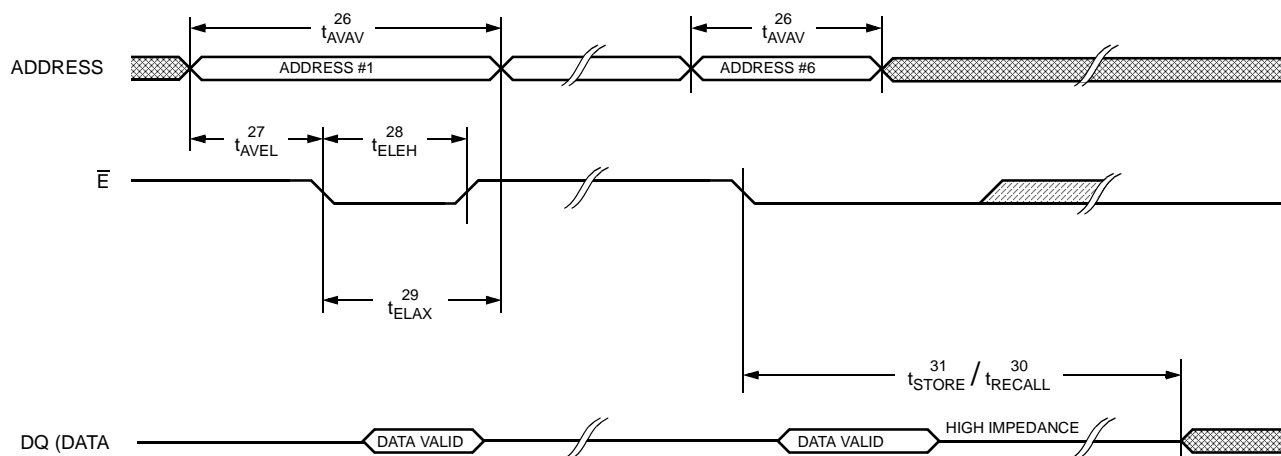 26
tAVAV
26
tAVAV
ADDRESS
ADDRESS #1
ADDRESS #6
27
tAVEL
28
tELEH
E
29
tELAX
31 30
tSTORE / tRECALL
DQ (DATA
DATA VALID
DATA VALID
HIGH IMPEDANCE